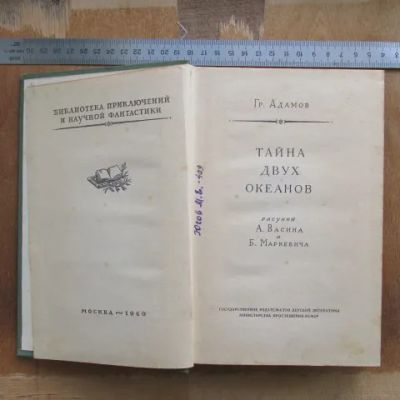 БИБЛИОТЕКА ПРИКЛЮЧЕНИЙ
И НАУЧНОЙ ФАНТАСТИКИ
МОСКВА — 1960
Гр. Адамов
ТАЙНА
ДВУХ
ОКЕАНОВ
рисунки
А. Васина
и
Б. Маркевича
ГОСУДАРСТВЕННОЕ ИЗДАТЕЛЬСТВО ДЕТСКОЙ ЛИТЕРАТУРЫ
МИНИСТЕРСТВА ПРОСВЕЩЕНИЯ РСФСР